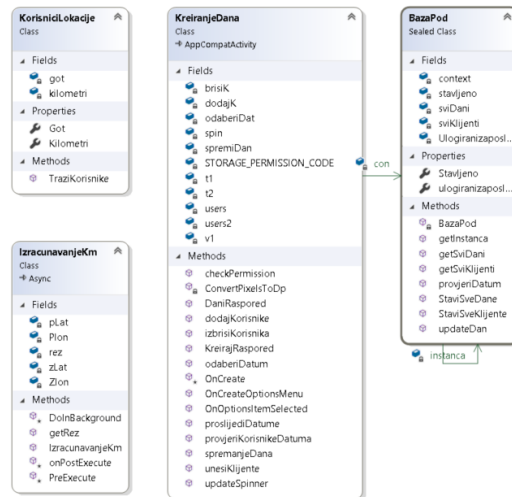 KorisniciLokacije
Class
Fields
got
kilometri
Properties
Got
Kilometri
Methods
TraziKorisnike
IzracunavanjeKm
Class
Async
Fields
pLat
Plon
rez
zLat
Zlon
Methods
DoInBackground
getRez
IzracunavanjeKm
onPostExecute
PreExecute
KreiranjeDana
Class
AppCompatActivity
Fields
brisiK
dodajK
odaberiDat
spin
spremiDan
STORAGE_PERMISSION_CODE
t1
t2
users
users2
v1
Methods
checkPermission
ConvertPixelsToDp
DaniRaspored
dodajKorisnike
izbrisiKorisnika
KreirajRaspored
odaberiDatum
OnCreate
OnCreateOptionsMenu
OnOptionsItemSelected
proslijediDatume
provjeriKorisnikeDatuma
spremanjeDana
unesiKlijente
updateSpinner
con
BazaPod
Sealed Class
Fields
context
stavljeno
sviDani
sviKlijenti
Ulogiranizaposl...
Properties
Stavljeno
ulogiranizaposl...
Methods
BazaPod
getInstanca
getSviDani
getSviKlijenti
provjeriDatum
StaviSveDane
StaviSveKlijente
updateDan
instanca